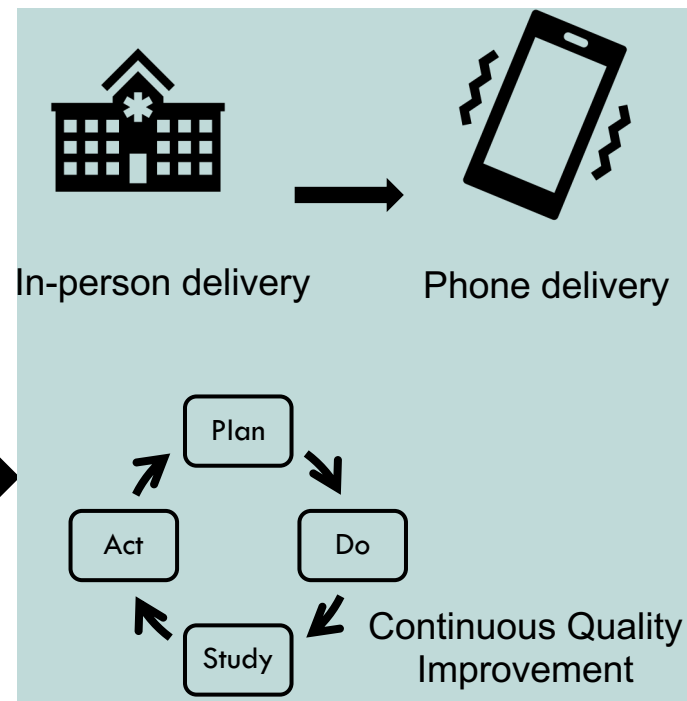 In-person delivery
Phone delivery
Plan
Act
Do
Study
Continuous Quality
Improvement